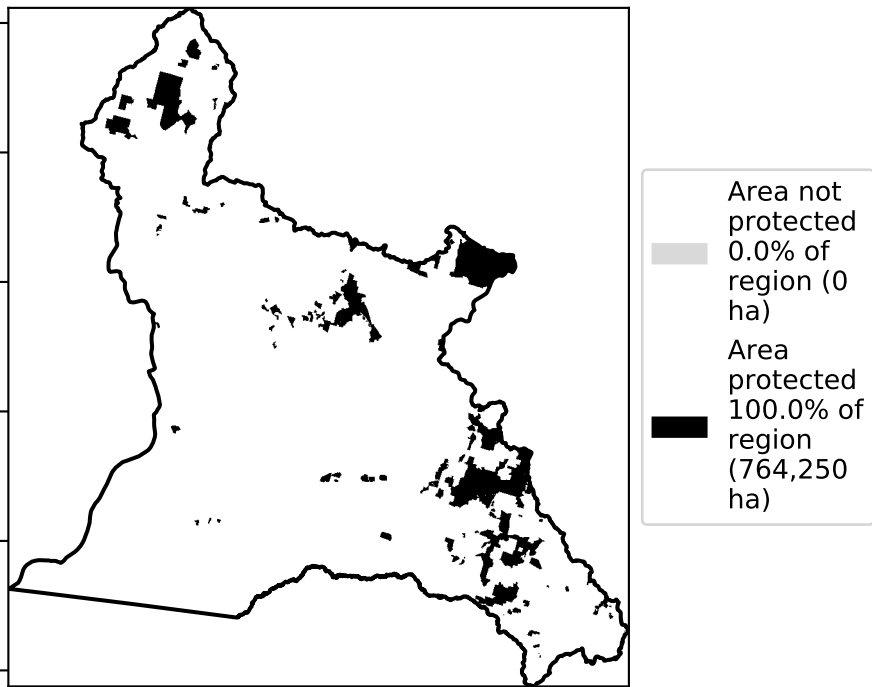 Area not
protected
0.0% of
region (0
ha)
Area
protected
100.0% of
region
(764,250
ha)